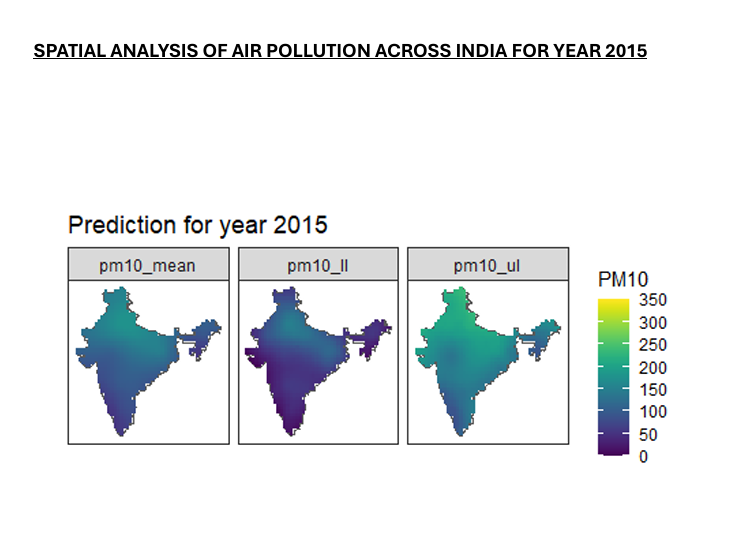 SPATIAL ANALYSIS OF AIR POLLUTION ACROSS INDIA FOR YEAR 2015
Prediction for year 2015
pm10_mean
pm10_ll
pm10_ul
PM10
350
300
250
200
150
100
50
0